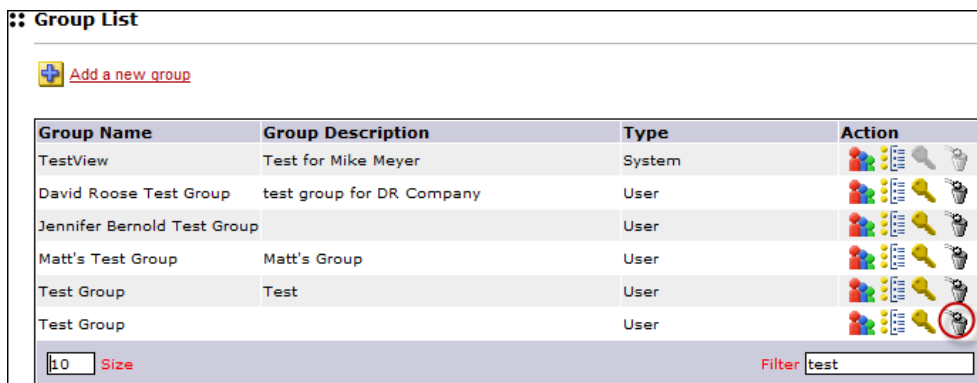 Group List
Add a new group
Group Name Group Description Type Action
TestView Test for Mike Meyer System
David Roose Test Group test group for DR Company User
Jennifer Bernold Test Group User
Matt's Test Group Matt's Group User
Test Group Test User
Test Group User
10 Size Filter test